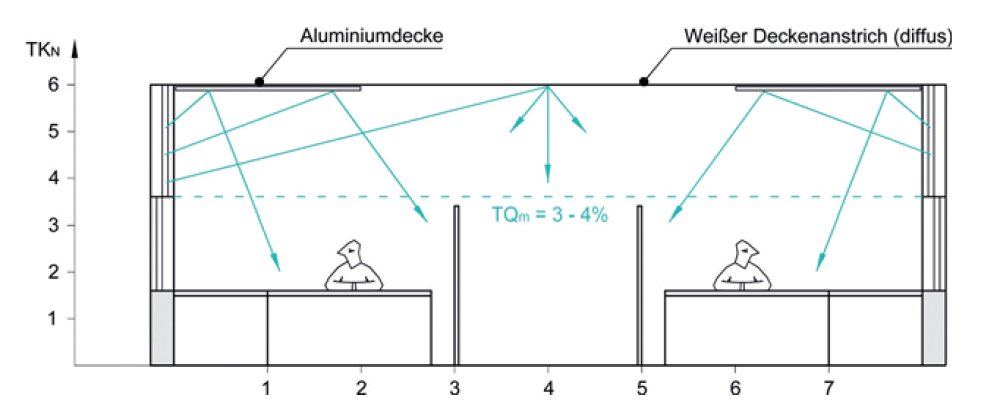 Aluminiumdecke
Weißer Deckenanstrich (diffus)
TKN
6
5
4
3
2
1
TQm = 3 - 4%
1 2 3 4 5 6 7